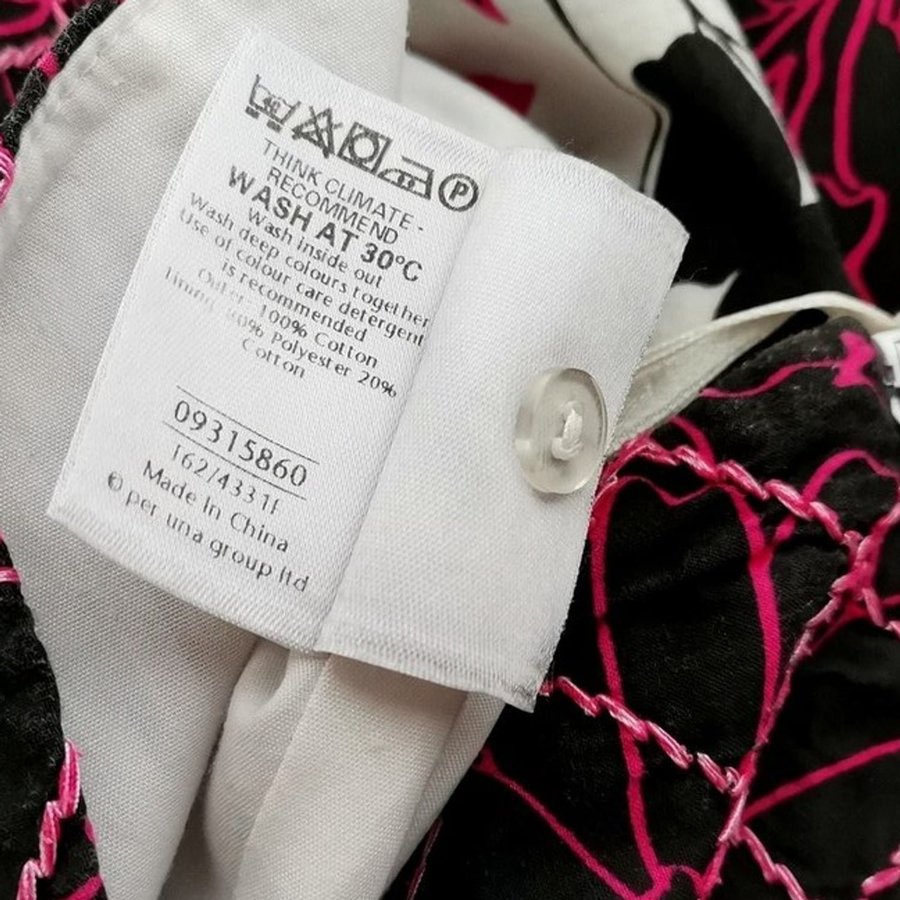 P
THINK CLIMATE -
RECOMMEND
WASH AT 30°C
Wash inside out
Wash deep colours together
Use of colour care detergent
is recommended
Outer: 100% Cotton
Lining: 80% Polyester 20%
Cotton
09315860
162/4331F
Made in China
© per una group ltd